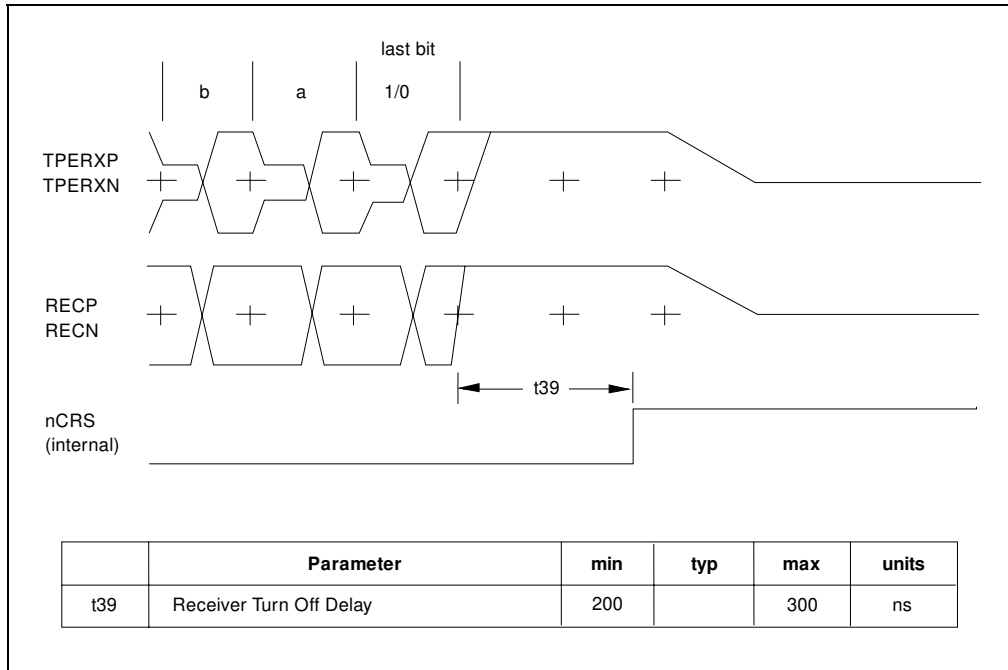 last bit
b a 1/0
TPERXP
TPERXN
RECP
RECN
t39
nCRS
(internal)
Parameter min typ max units
t39 Receiver Turn Off Delay 200 300 ns